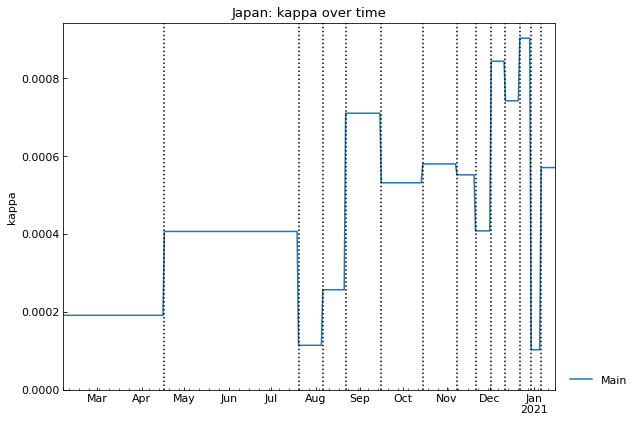 Japan: kappa over time
kappa
0.0008
0.0006
0.0004
0.0002
0.0000
Mar Apr May Jun Jul Aug Sep Oct Nov Dec Jan
2021
Main